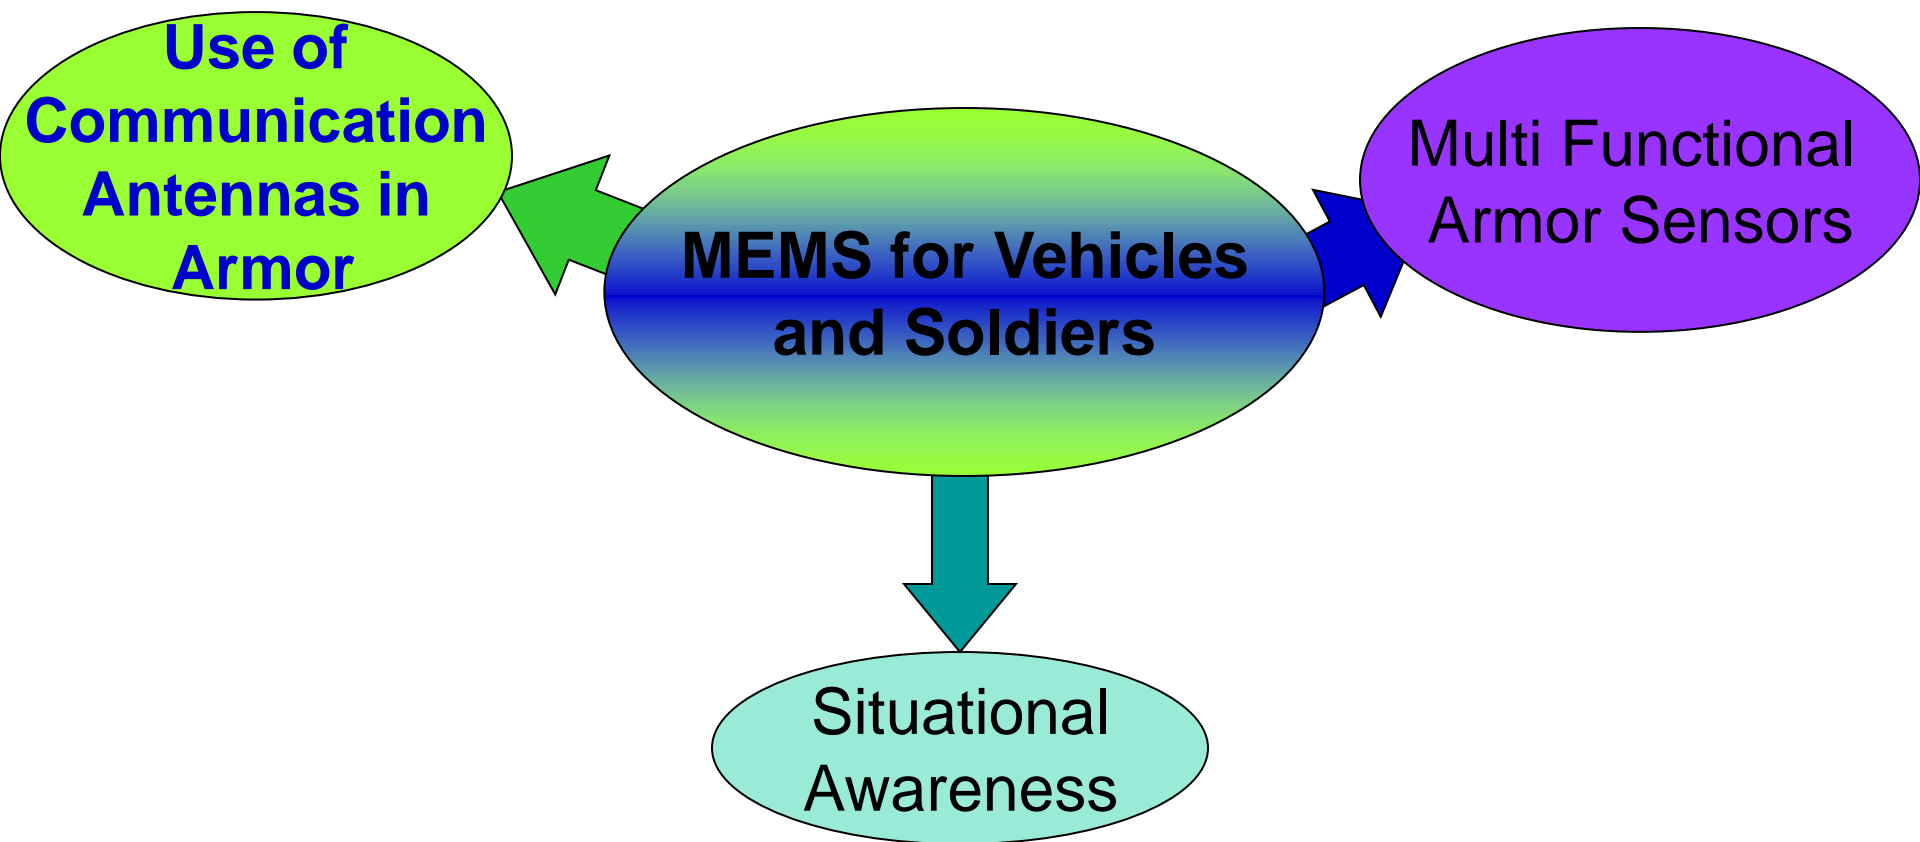 Use of
Communication
Antennas in
Armor
MEMS for Vehicles
and Soldiers
Multi Functional
Armor Sensors
Situational
Awareness